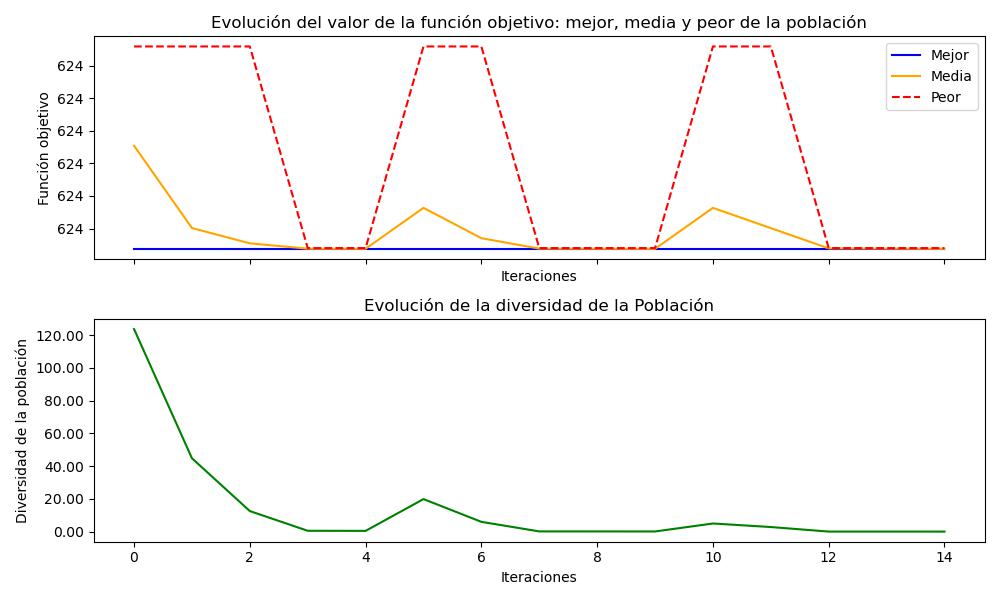 Evolución del valor de la función objetivo: mejor, media y peor de la población
Función objetivo
624
624
624
624
624
624
Mejor
Media
Peor
Iteraciones
Evolución de la diversidad de la Población
Diversidad de la población
120.00
100.00
80.00
60.00
40.00
20.00
0.00
0 2 4 6 8 10 12 14
Iteraciones